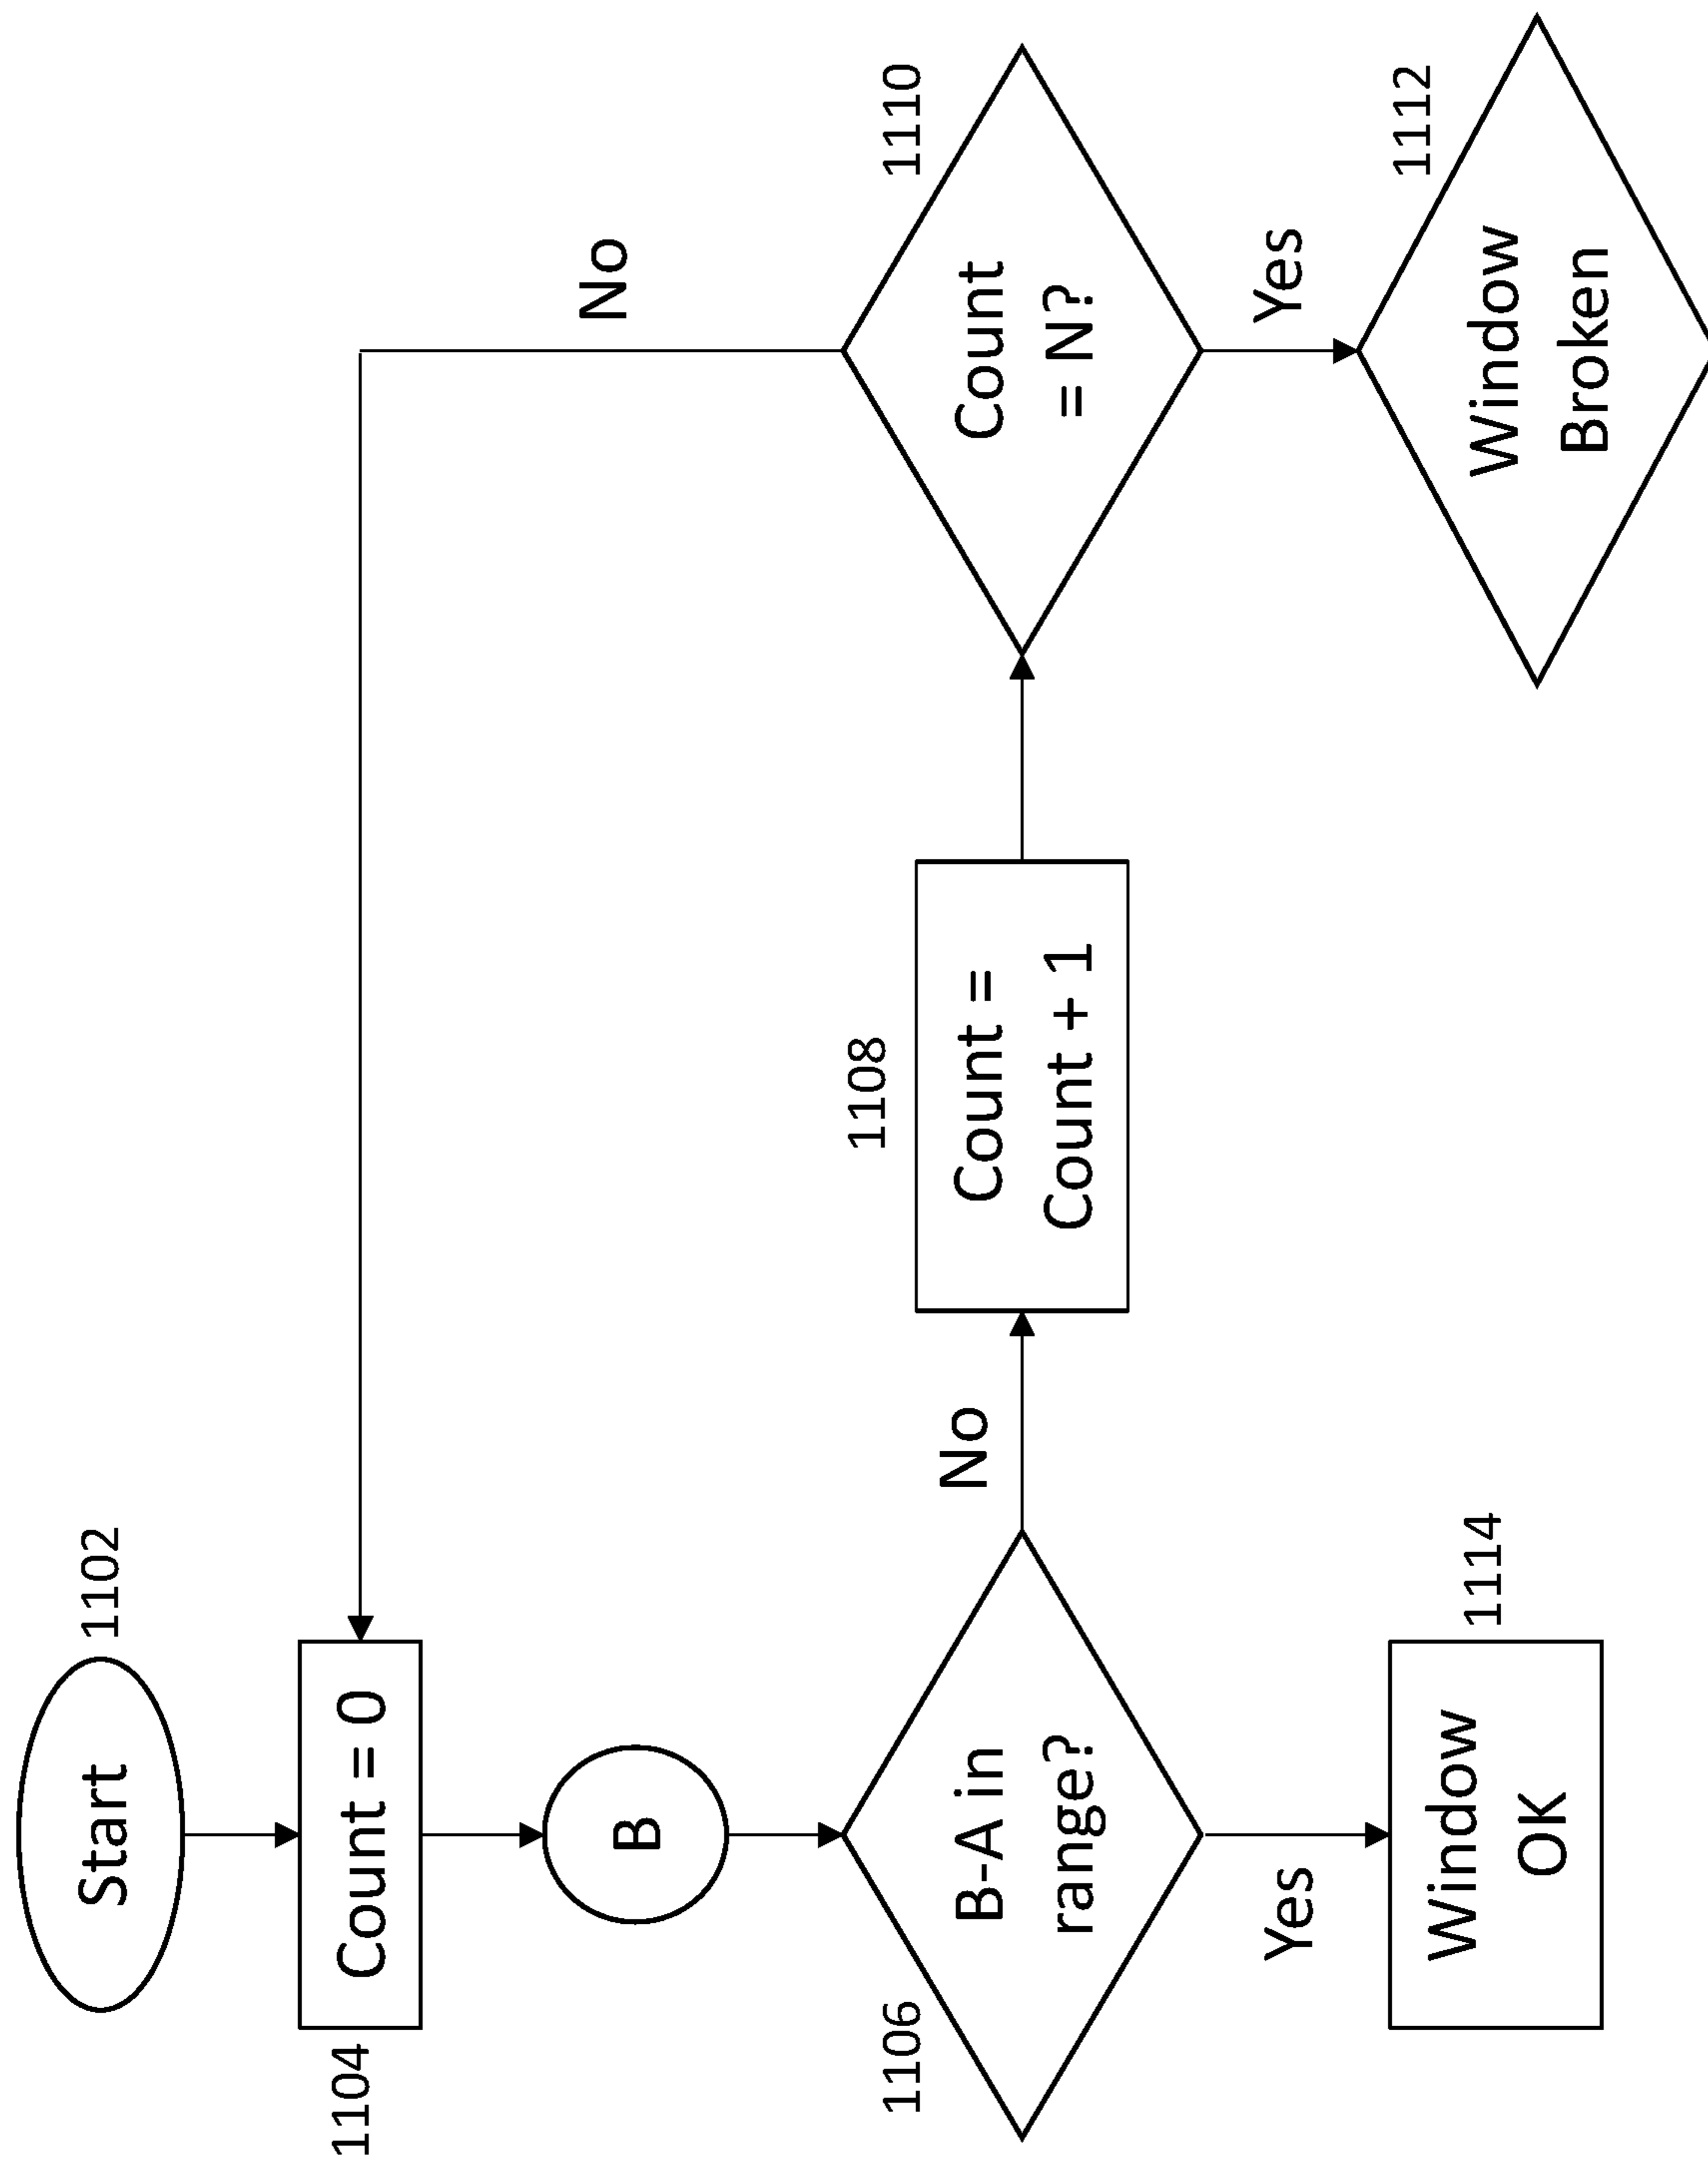 Start
1102
1104
Count = 0
B
1106
B-A in
range?
No
1108
Count =
Count + 1
1110
Count
= N?
No
Yes
Window
OK
1114
Yes
Window
Broken
1112